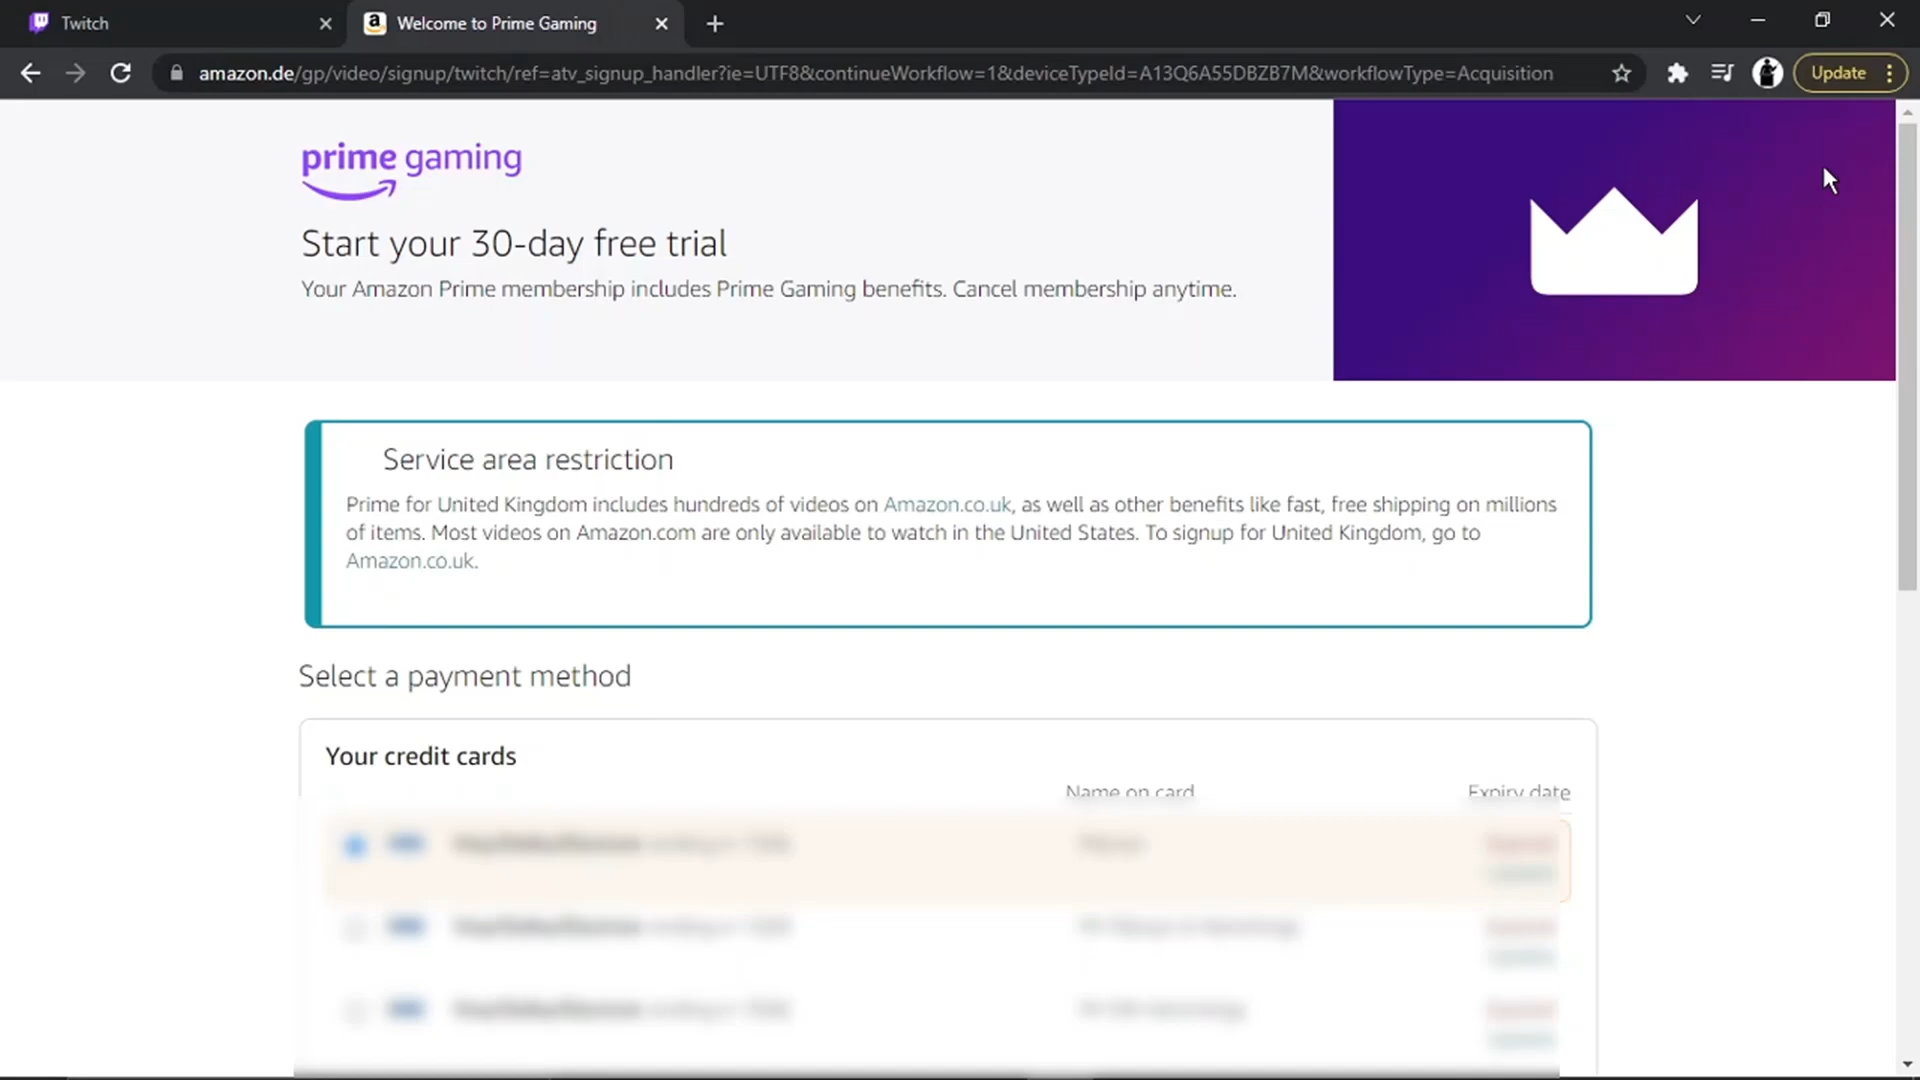 Twitch
Welcome to Prime Gaming
amazon.de/gp/video/signup/twitch/ref=atv_signup_handler?ie=UTF8&continueWorkflow=1&deviceTypeId=A13Q6A55DBZB7M&workflowType=Acquisition
Update
prime gaming
Start your 30-day free trial
Your Amazon Prime membership includes Prime Gaming benefits. Cancel membership anytime.
Service area restriction
Prime for United Kingdom includes hundreds of videos on Amazon.co.uk, as well as other benefits like fast, free shipping on millions
of items. Most videos on Amazon.com are only available to watch in the United States. To signup for United Kingdom, go to
Amazon.co.uk.
Select a payment method
Your credit cards
Name on card
Expiry date